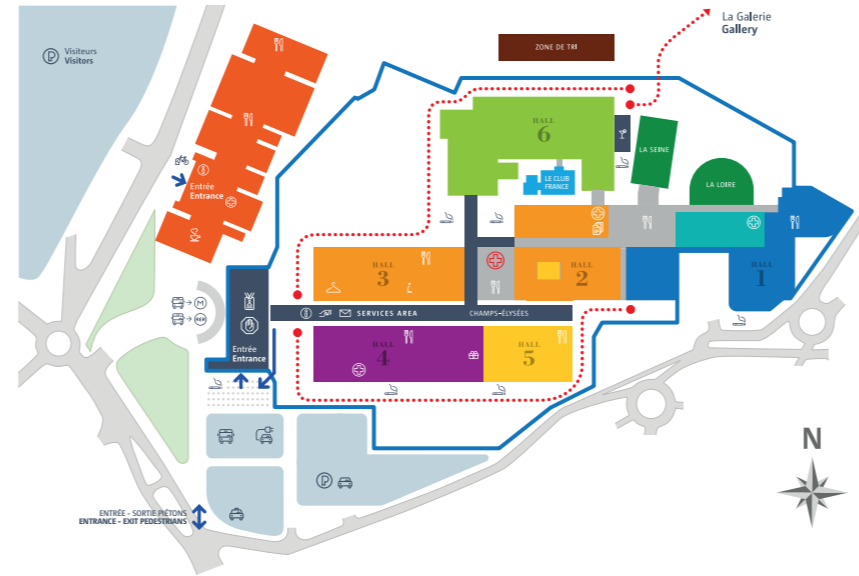 La Galerie
Gallery
ZONE DE TRI
P
Visiteurs
Visitors
HALL
6
LA SEINE
LE CLUB
FRANCE
LA LOIRE
Entrée
Entrance
HALL
3
HALL
2
HALL
1
M
RER
SERVICES AREA
CHAMPS-ÉLYSÉES
Entrée
Entrance
HALL
4
HALL
5
N
P
ENTRÉE - SORTIE PIÉTONS
ENTRANCE - EXIT PEDESTRIANS